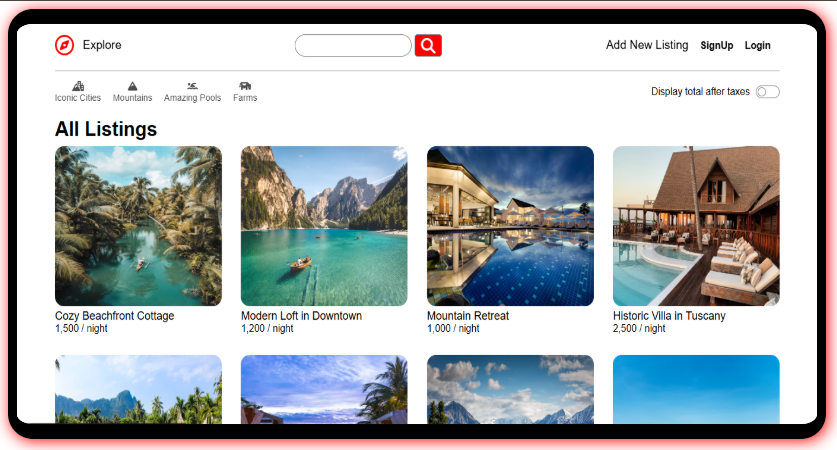 Explore
Add New Listing SignUp Login
Iconic Cities Mountains Amazing Pools Farms
Display total after taxes
All Listings
Cozy Beachfront Cottage
1,500 / night
Modern Loft in Downtown
1,200 / night
Mountain Retreat
1,000 / night
Historic Villa in Tuscany
2,500 / night